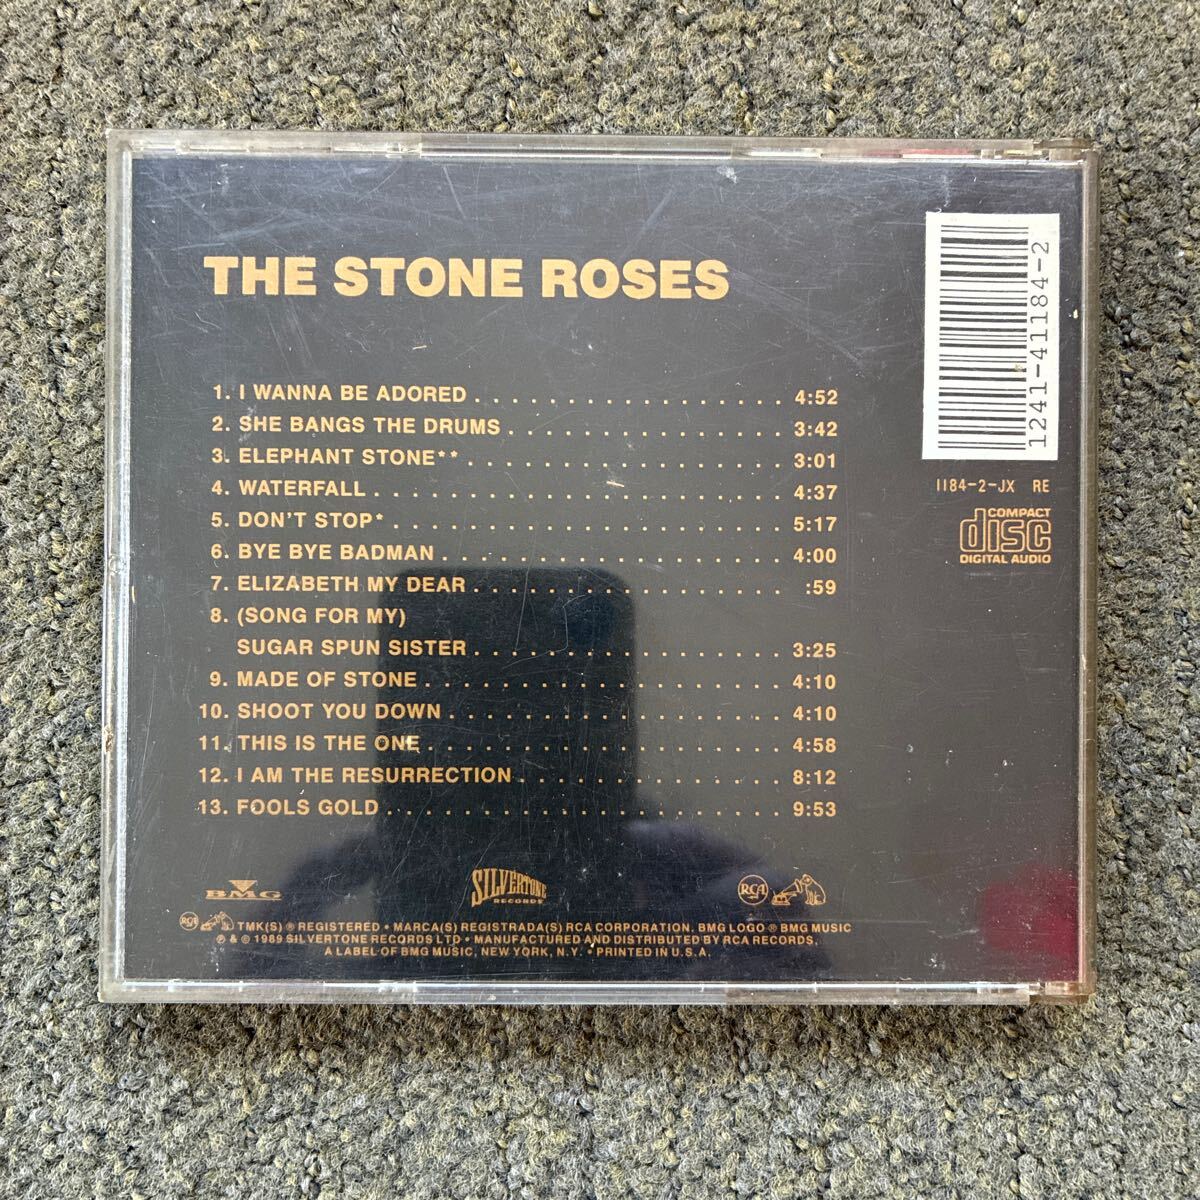 THE STONE ROSES
1. I WANNA BE ADORED . . . . . . . . . . . . . . . . . . . . . 4:52
2. SHE BANGS THE DRUMS . . . . . . . . . . . . . . . . . . . 3:42
3. ELEPHANT STONE** . . . . . . . . . . . . . . . . . . . . . 3:01
4. WATERFALL . . . . . . . . . . . . . . . . . . . . . . . . . . . . 4:37
5. DON'T STOP* . . . . . . . . . . . . . . . . . . . . . . . . . . . 5:17
6. BYE BYE BADMAN . . . . . . . . . . . . . . . . . . . . . . . 4:00
7. ELIZABETH MY DEAR . . . . . . . . . . . . . . . . . . . . . :59
8. (SONG FOR MY)
SUGAR SPUN SISTER . . . . . . . . . . . . . . . . . . . . . 3:25
9. MADE OF STONE . . . . . . . . . . . . . . . . . . . . . . . . 4:10
10. SHOOT YOU DOWN . . . . . . . . . . . . . . . . . . . . . . . 4:10
11. THIS IS THE ONE . . . . . . . . . . . . . . . . . . . . . . . . 4:58
12. I AM THE RESURRECTION . . . . . . . . . . . . . . . . . . 8:12
13. FOOLS GOLD . . . . . . . . . . . . . . . . . . . . . . . . . . . 9:53
1241-41184-2
1184-2-JX RE
COMPACT
disc
DIGITAL AUDIO
BMG
SILVERTONE
RECORDS
RCA
RCA TMK(S) ® REGISTERED • MARCA(S) REGISTRADA(S) RCA CORPORATION. BMG LOGO ® BMG MUSIC
℗ & © 1989 SILVERTONE RECORDS LTD • MANUFACTURED AND DISTRIBUTED BY RCA RECORDS,
A LABEL OF BMG MUSIC, NEW YORK, N.Y. • PRINTED IN U.S.A.